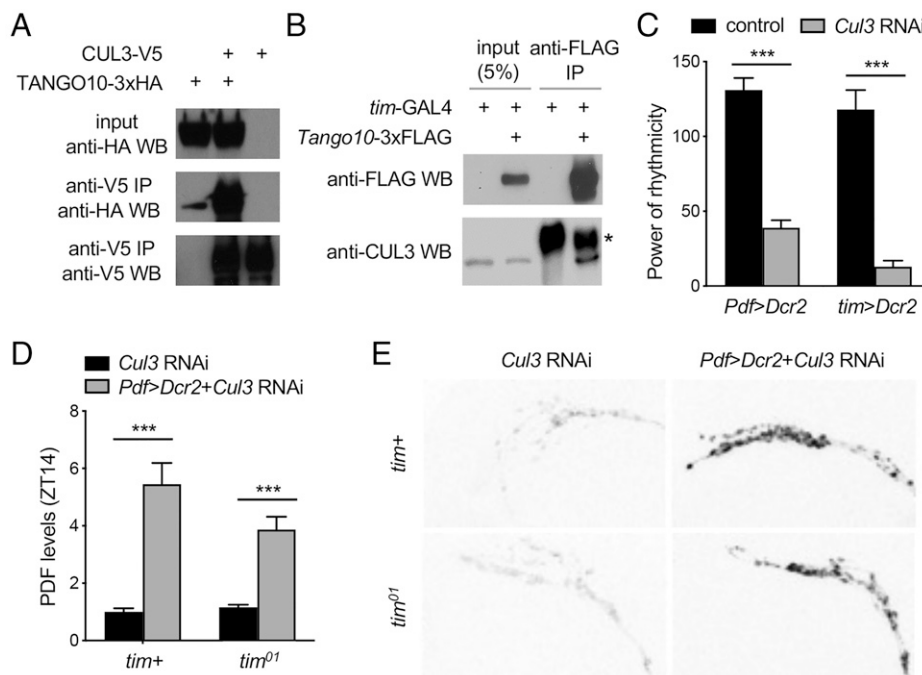 A
CUL3-V5 + +
TANGO10-3xHA + +
input
anti-HA WB
anti-V5 IP
anti-HA WB
anti-V5 IP
anti-V5 WB
B
input anti-FLAG
(5%) IP
tim-GAL4 + + + +
Tango10-3xFLAG + +
anti-FLAG WB
anti-CUL3 WB *
C
control Cul3 RNAi
*** ***
Power of rhythmicity
150
100
50
0
Pdf>Dcr2 tim>Dcr2
D
Cul3 RNAi
Pdf>Dcr2+Cul3 RNAi
PDF levels (ZT14)
8
6
4
2
0
*** ***
tim+ tim01
E
Cul3 RNAi Pdf>Dcr2+Cul3 RNAi
tim+
tim01